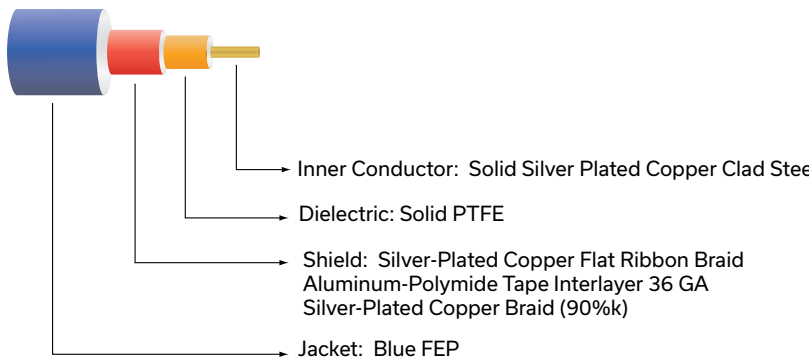 Inner Conductor: Solid Silver Plated Copper Clad Stee
Dielectric: Solid PTFE
Shield: Silver-Plated Copper Flat Ribbon Braid
Aluminum-Polymide Tape Interlayer 36 GA
Silver-Plated Copper Braid (90%k)
Jacket: Blue FEP